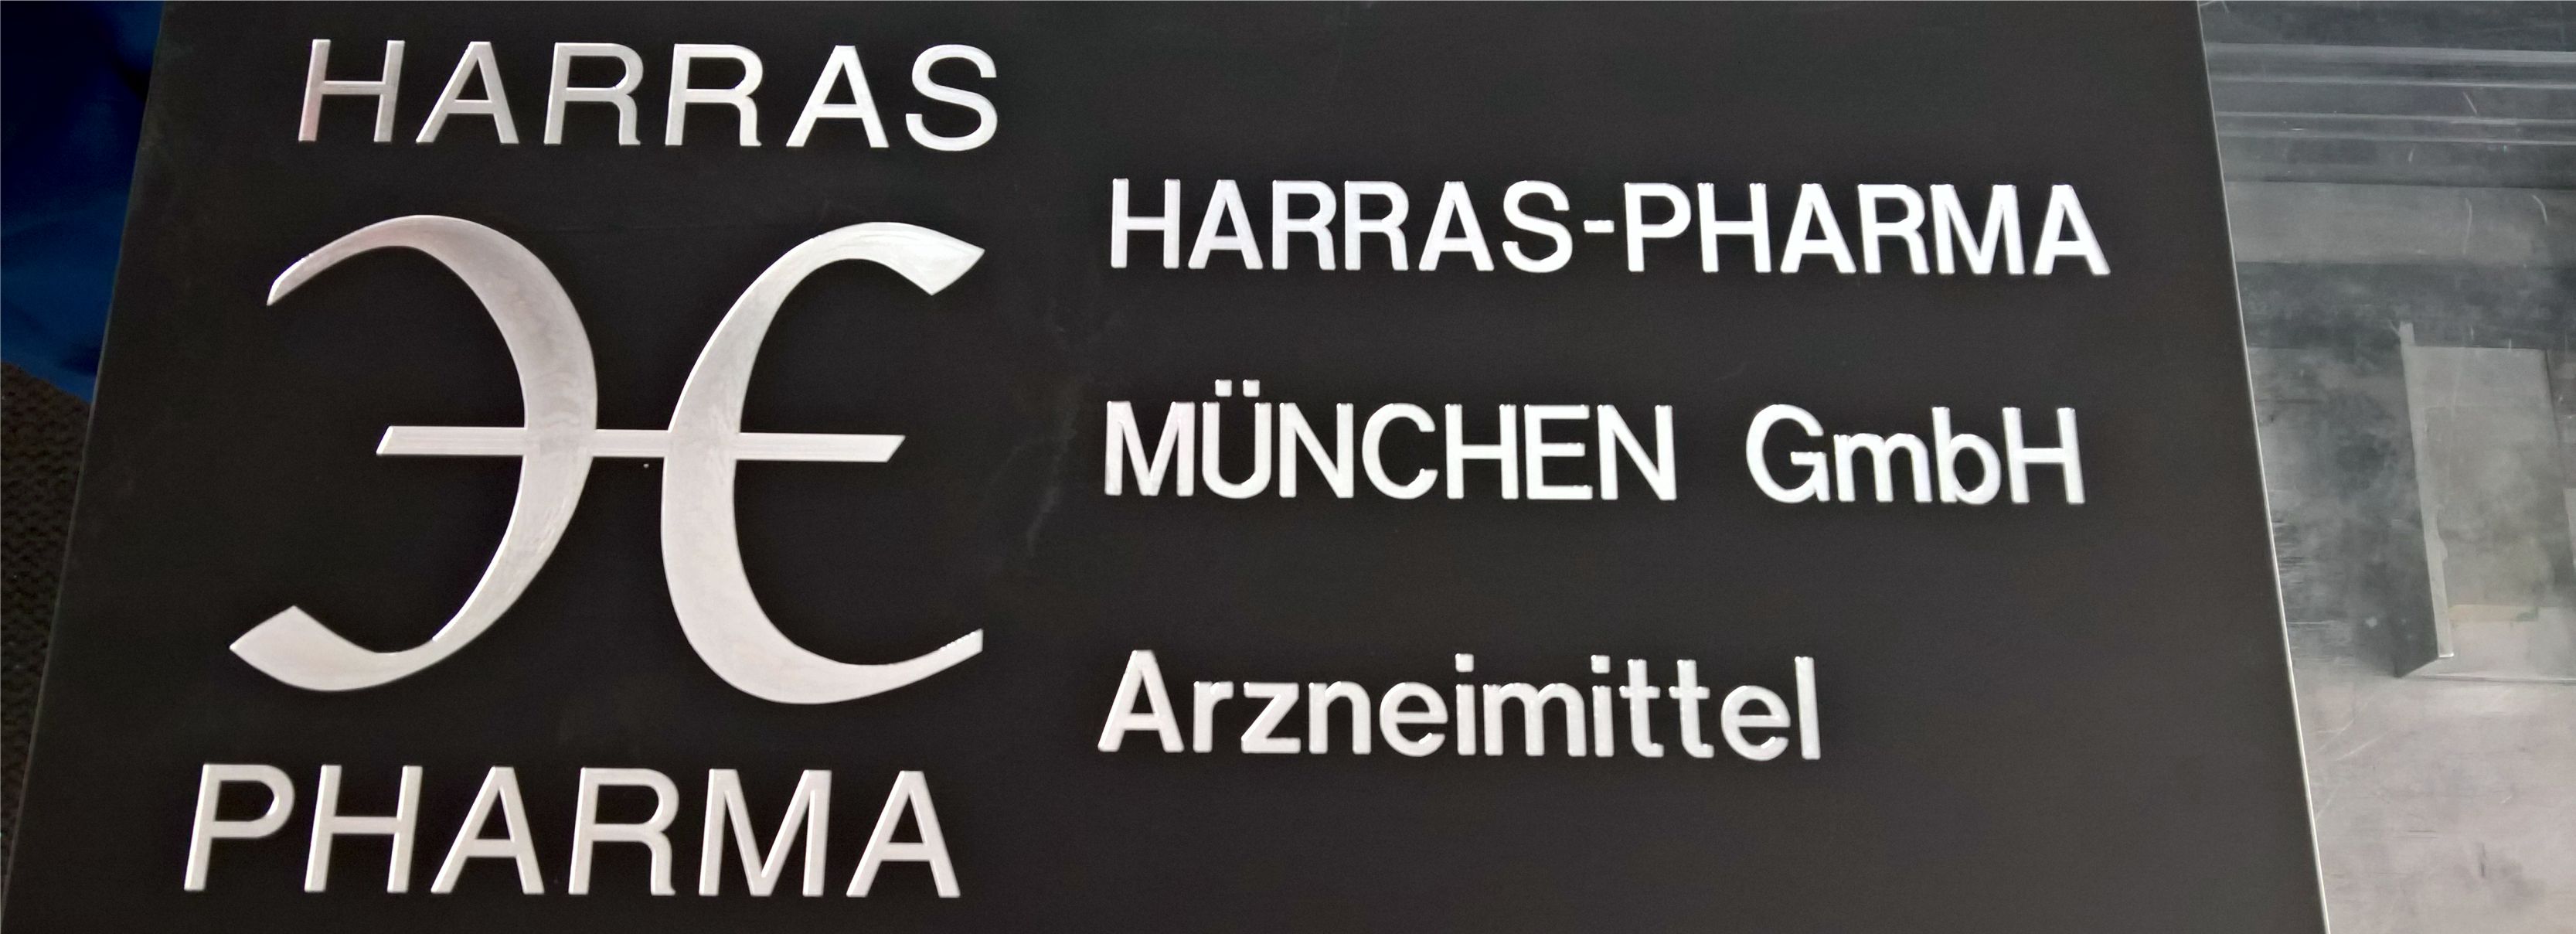 HARRAS
PHARMA
HARRAS-PHARMA
MÜNCHEN GmbH
Arzneimittel